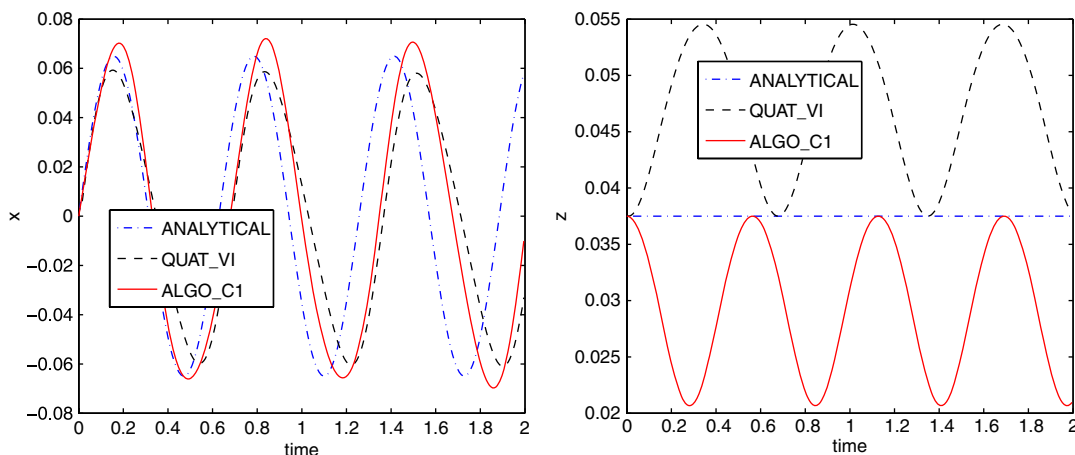 0.08
0.06
0.04
0.02
0
−0.02
−0.04
−0.06
−0.08
x
ANALYTICAL
QUAT_VI
ALGO_C1
0 0.2 0.4 0.6 0.8 1 1.2 1.4 1.6 1.8 2
time
0.055
0.05
0.045
0.04
0.035
0.03
0.025
0.02
z
ANALYTICAL
QUAT_VI
ALGO_C1
0 0.2 0.4 0.6 0.8 1 1.2 1.4 1.6 1.8 2
time